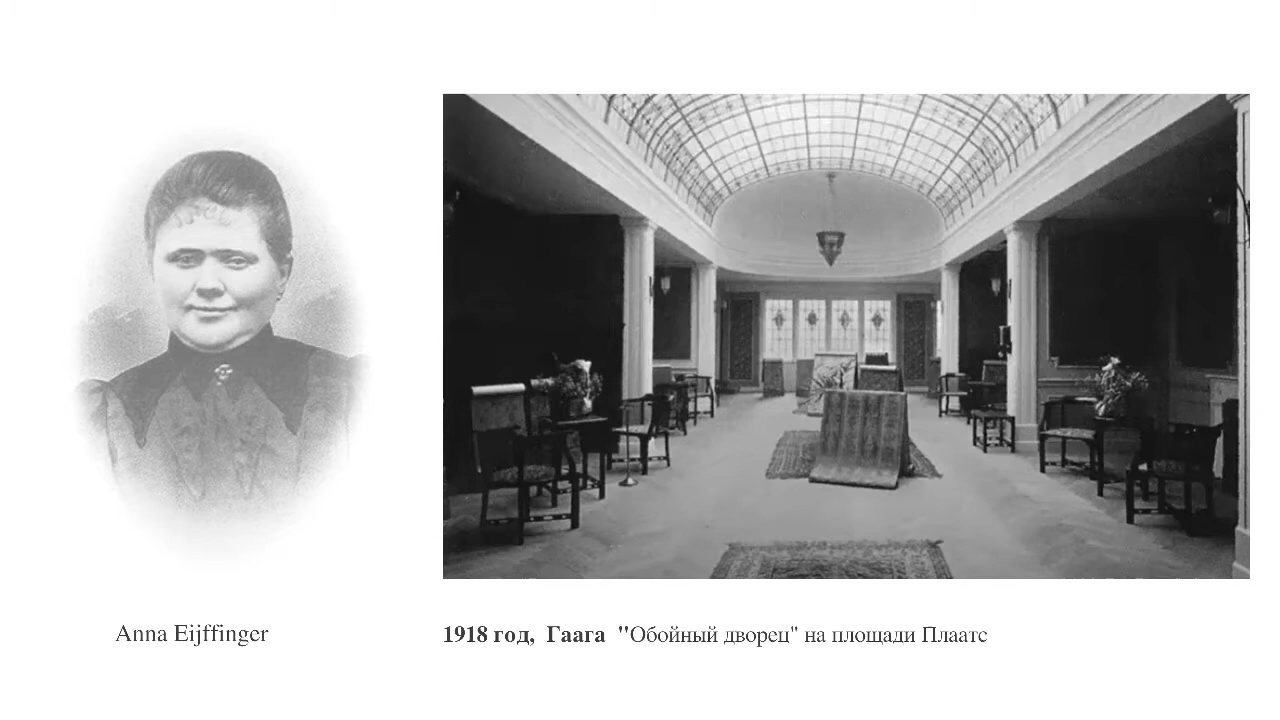 Anna Eijffinger
1918 год, Гаага "Обойный дворец" на площади Плаатс